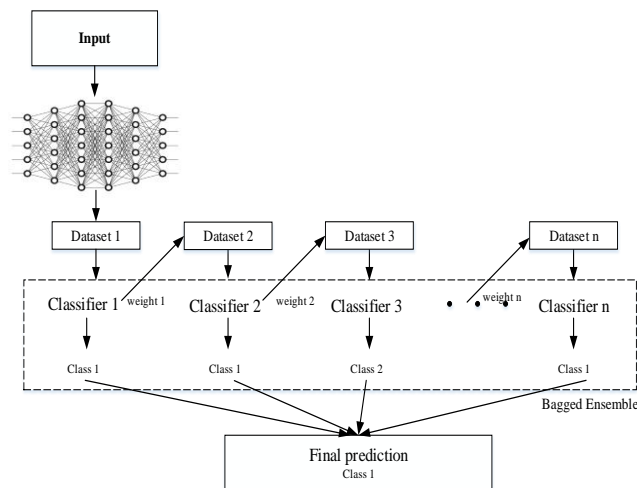 Input
Dataset 1
Dataset 2
Dataset 3
Dataset n
Classifier 1
weight 1
Classifier 2
weight 2
Classifier 3
weight n
Classifier n
Class 1
Class 1
Class 2
Class 1
Bagged Ensemble
Final prediction
Class 1